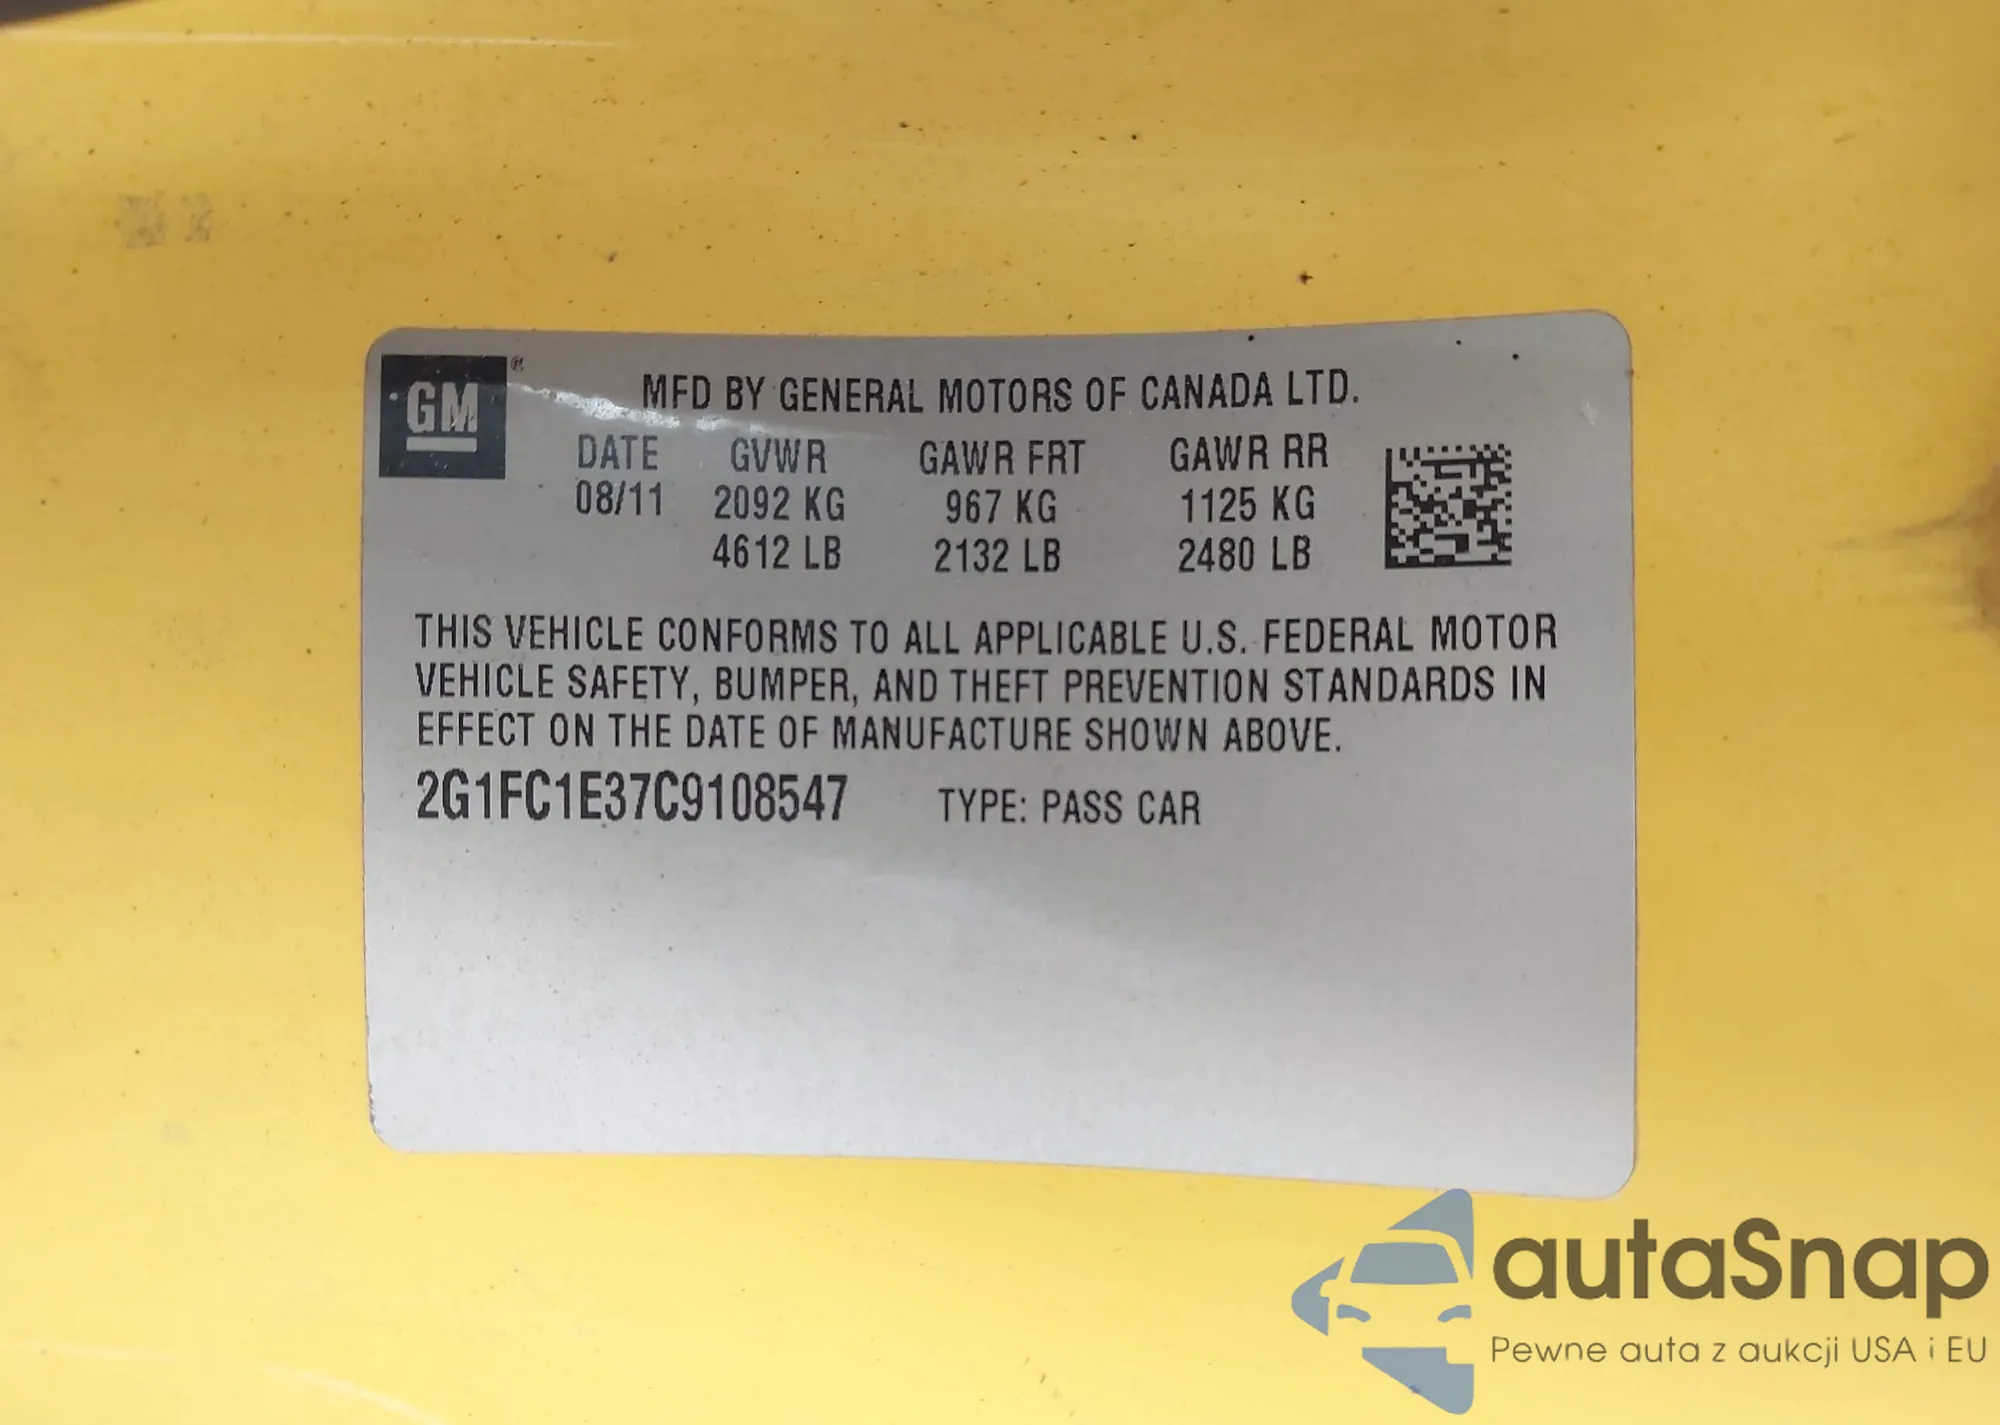 GM ®
MFD BY GENERAL MOTORS OF CANADA LTD.
DATE GVWR GAWR FRT GAWR RR
08/11 2092 KG 967 KG 1125 KG
4612 LB 2132 LB 2480 LB
THIS VEHICLE CONFORMS TO ALL APPLICABLE U.S. FEDERAL MOTOR
VEHICLE SAFETY, BUMPER, AND THEFT PREVENTION STANDARDS IN
EFFECT ON THE DATE OF MANUFACTURE SHOWN ABOVE.
2G1FC1E37C9108547 TYPE: PASS CAR
autaSnap
Pewne auta z aukcji USA i EU